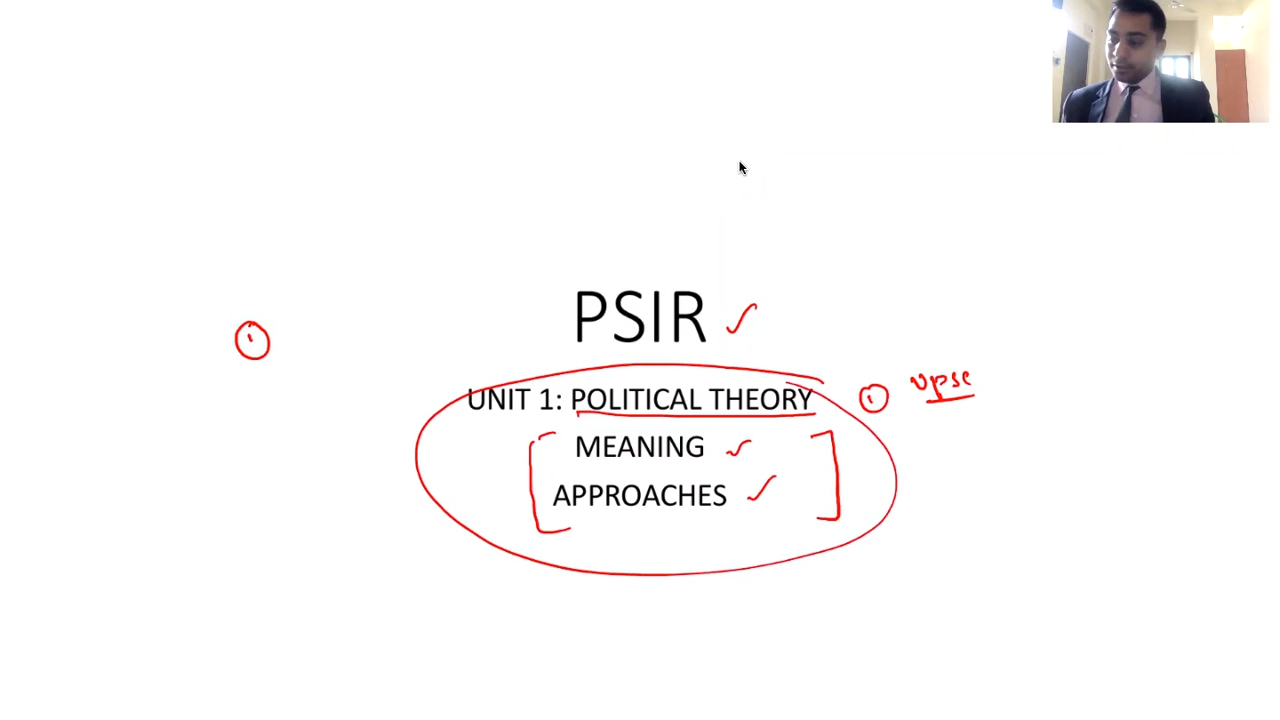 PSIR
UNIT 1: POLITICAL THEORY
upsc
MEANING
APPROACHES